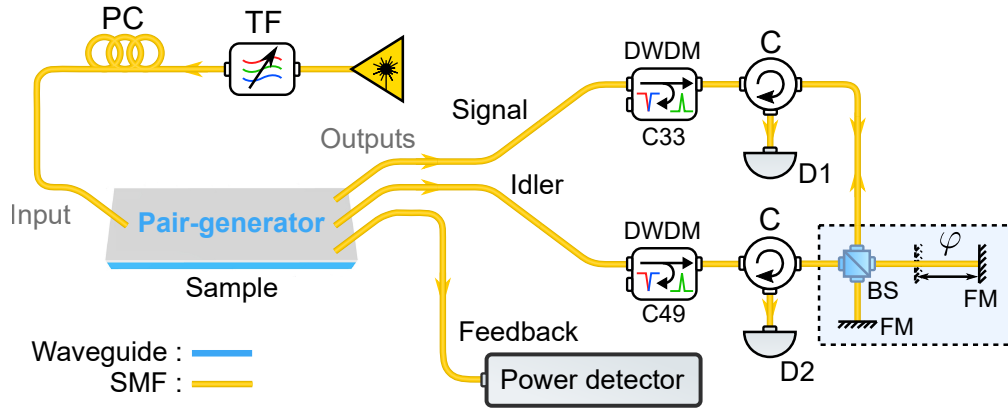 PC
TF
DWDM
C
Signal
C33
Outputs
D1
Idler
Input
Pair-generator
DWDM
C
φ
BS
FM
Sample
C49
FM
Feedback
D2
Waveguide :
SMF :
Power detector